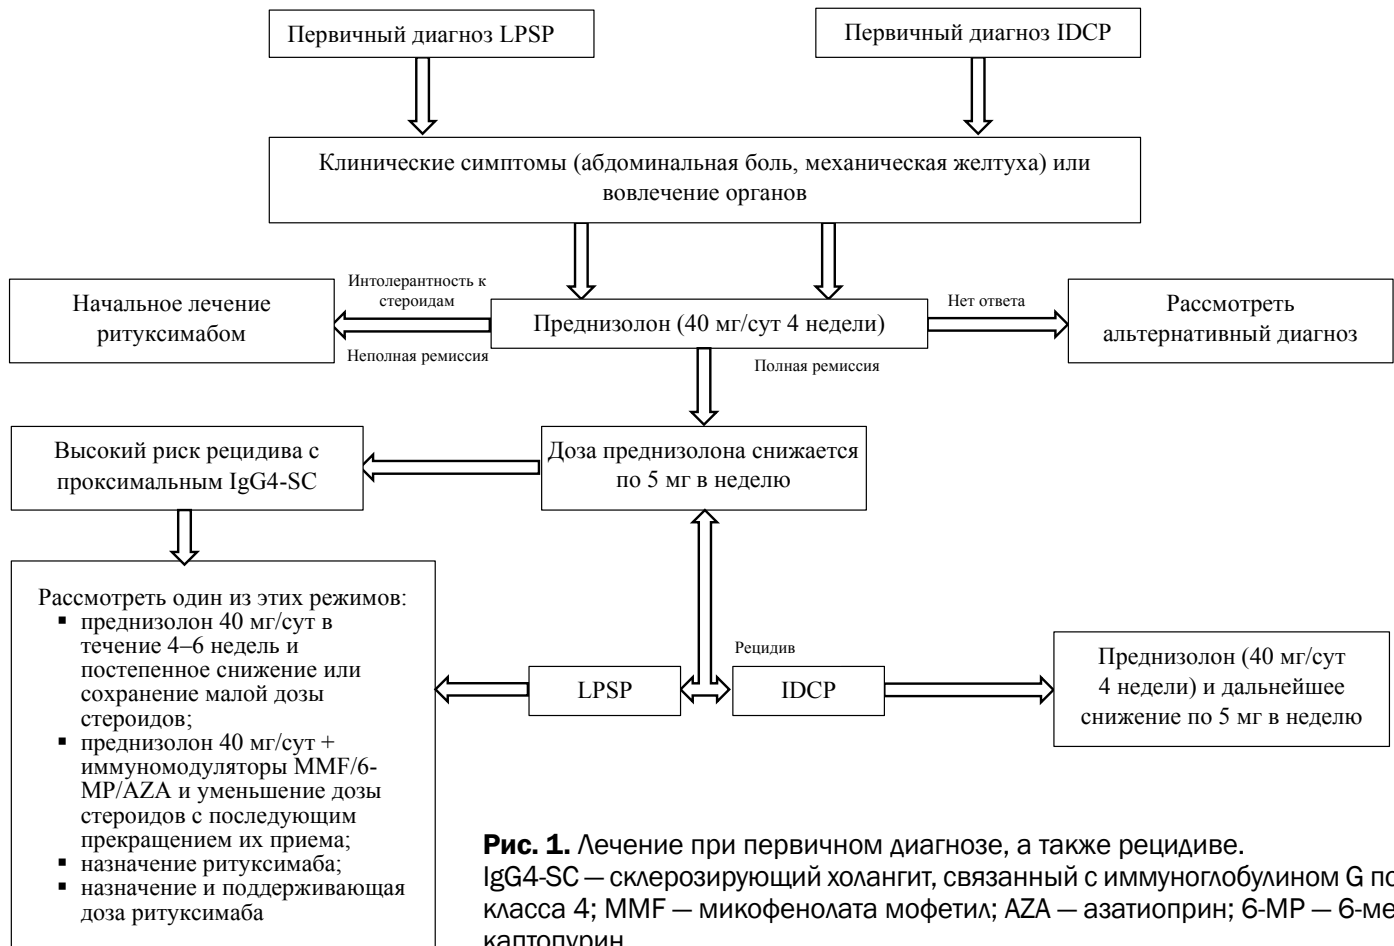 Первичный диагноз LPSP
Первичный диагноз IDCP
Клинические симптомы (абдоминальная боль, механическая желтуха) или
вовлечение органов
Начальное лечение
ритуксимабом
Интолерантность к
стероидам
Неполная ремиссия
Преднизолон (40 мг/сут 4 недели)
Нет ответа
Рассмотреть
альтернативный диагноз
Полная ремиссия
Высокий риск рецидива с
проксимальным IgG4-SC
Доза преднизолона снижается
по 5 мг в неделю
Рассмотреть один из этих режимов:
▪ преднизолон 40 мг/сут в
течение 4–6 недель и
постепенное снижение или
сохранение малой дозы
стероидов;
▪ преднизолон 40 мг/сут +
иммуномодуляторы MMF/6-
MP/AZA и уменьшение дозы
стероидов с последующим
прекращением их приема;
▪ назначение ритуксимаба;
▪ назначение и поддерживающая
доза ритуксимаба
Рецидив
LPSP
IDCP
Преднизолон (40 мг/сут
4 недели) и дальнейшее
снижение по 5 мг в неделю
Рис. 1. Лечение при первичном диагнозе, а также рецидиве.
IgG4-SC — склерозирующий холангит, связанный с иммуноглобулином G по
класса 4; MMF — микофенолата мофетил; AZA — азатиоприн; 6-MP — 6-ме
каптопурин